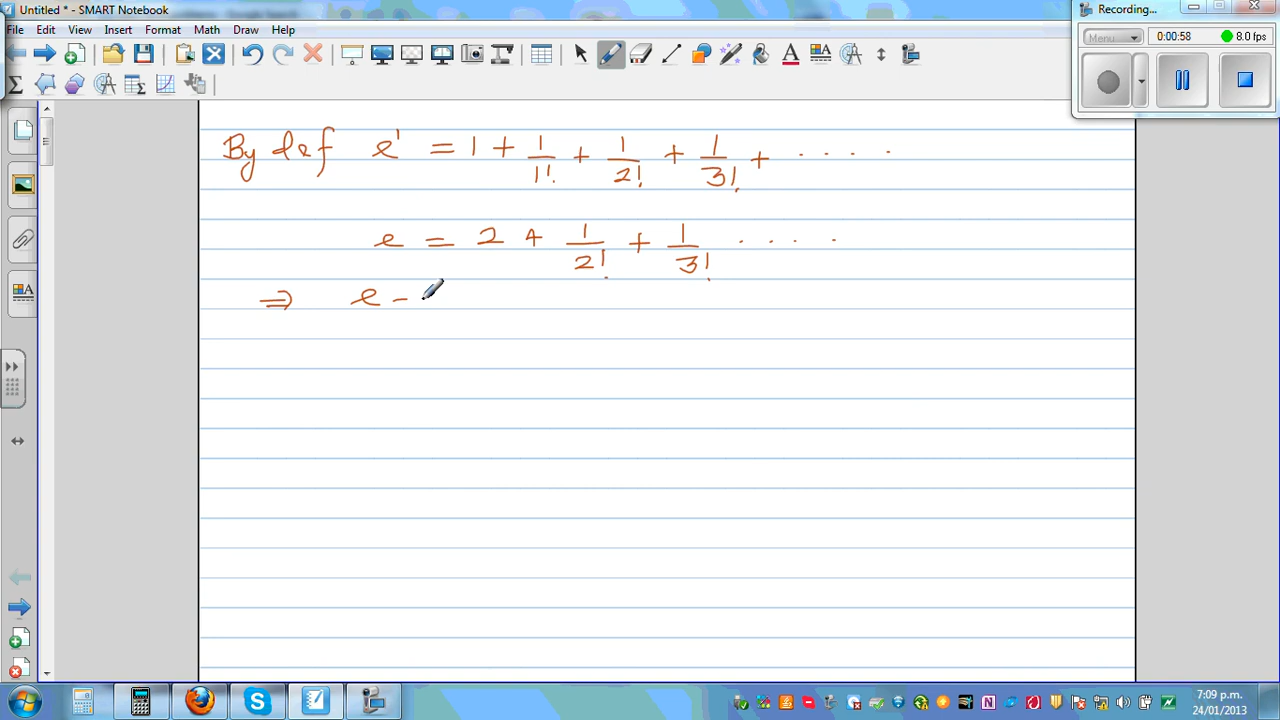 Untitled * - SMART Notebook
File Edit View Insert Format Math Draw Help
Recording...
Menu 0:00:58 8.0 fps
By def e¹ = 1 + 1/1! + 1/2! + 1/3! + . . . . .
e = 2 + 1/2! + 1/3! . . . .
⇒ e -
7:09 p.m.
24/01/2013